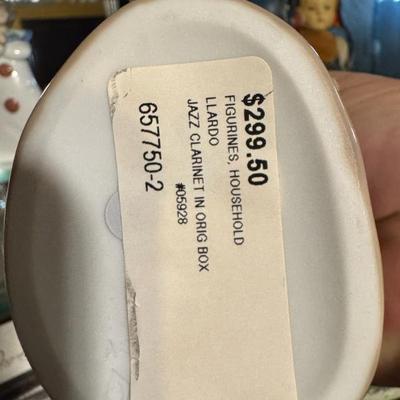 $299.50
FIGURINES, HOUSEHOLD
LLARDO
JAZZ CLARINET IN ORIG BOX
#05928
657750-2